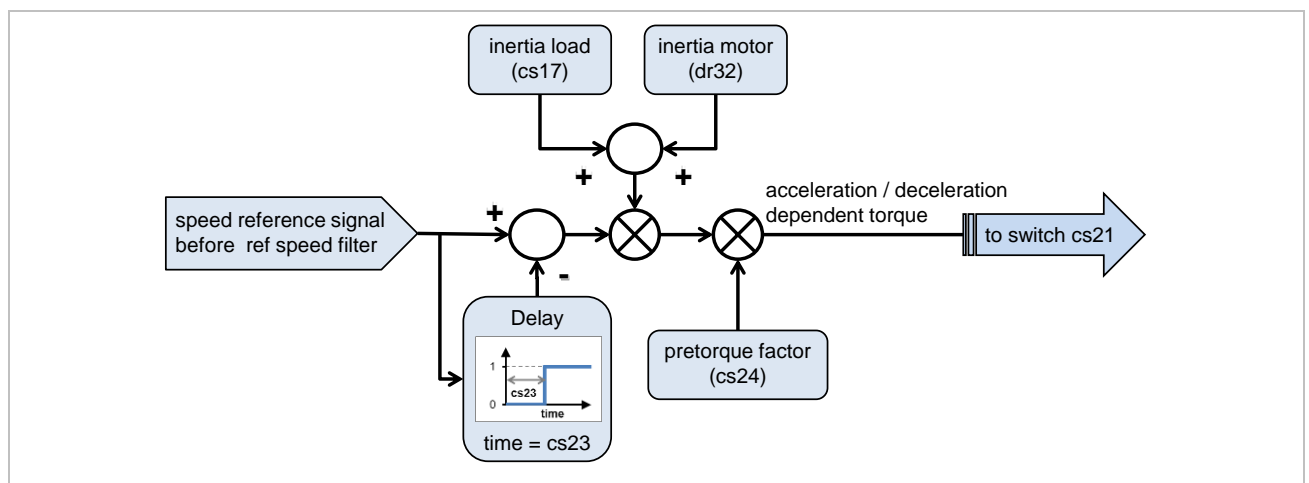 inertia load
(cs17)
inertia motor
(dr32)
+
+
acceleration / deceleration
dependent torque
speed reference signal
before ref speed filter
+
-
to switch cs21
Delay
1
cs23
0
time
time = cs23
pretorque factor
(cs24)